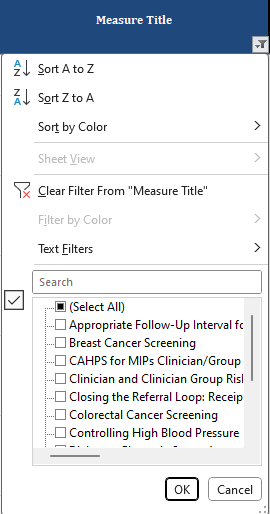 Measure Title
Sort A to Z
Sort Z to A
Sort by Color
Sheet View
Clear Filter From "Measure Title"
Filter by Color
Text Filters
Search
(Select All)
Appropriate Follow-Up Interval fo
Breast Cancer Screening
CAHPS for MIPs Clinician/Group
Clinician and Clinician Group Risl
Closing the Referral Loop: Receip
Colorectal Cancer Screening
Controlling High Blood Pressure
OK
Cancel